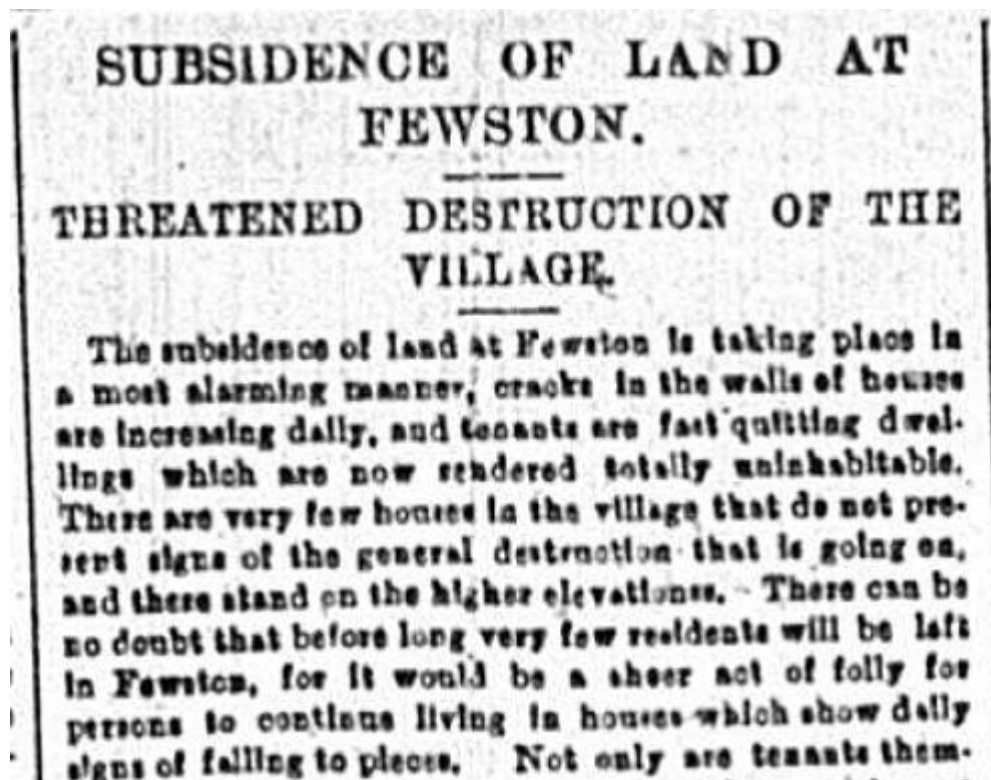 SUBSIDENCE OF LAND AT
FEWSTON.
THREATENED DESTRUCTION OF THE
VILLAGE.
The subsidence of land at Fewston is taking place in
a most alarming manner, cracks in the walls of houses
are increasing daily, and tenants are fast quitting dwel-
lings which are now rendered totally uninhabitable.
There are very few houses in the village that do not pre-
sent signs of the general destruction that is going on,
and these stand on the higher elevations. There can be
no doubt that before long very few residents will be left
in Fewston, for it would be a sheer act of folly for
persons to continue living in houses which show daily
signs of falling to pieces. Not only are tenants them-